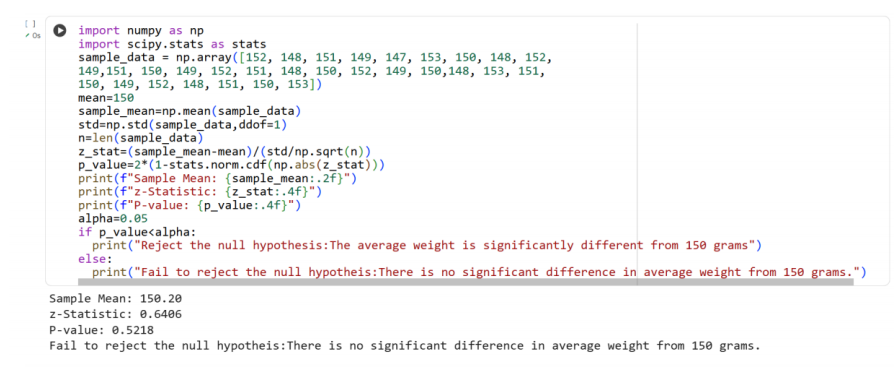 [ ]
✓ 0s
import numpy as np
import scipy.stats as stats
sample_data = np.array([152, 148, 151, 149, 147, 153, 150, 148, 152,
149,151, 150, 149, 152, 151, 148, 150, 152, 149, 150,148, 153, 151,
150, 149, 152, 148, 151, 150, 153])
mean=150
sample_mean=np.mean(sample_data)
std=np.std(sample_data,ddof=1)
n=len(sample_data)
z_stat=(sample_mean-mean)/(std/np.sqrt(n))
p_value=2*(1-stats.norm.cdf(np.abs(z_stat)))
print(f"Sample Mean: {sample_mean:.2f}")
print(f"z-Statistic: {z_stat:.4f}")
print(f"P-value: {p_value:.4f}")
alpha=0.05
if p_value<alpha:
  print("Reject the null hypothesis:The average weight is significantly different from 150 grams")
else:
  print("Fail to reject the null hypotheis:There is no significant difference in average weight from 150 grams.")
Sample Mean: 150.20
z-Statistic: 0.6406
P-value: 0.5218
Fail to reject the null hypotheis:There is no significant difference in average weight from 150 grams.